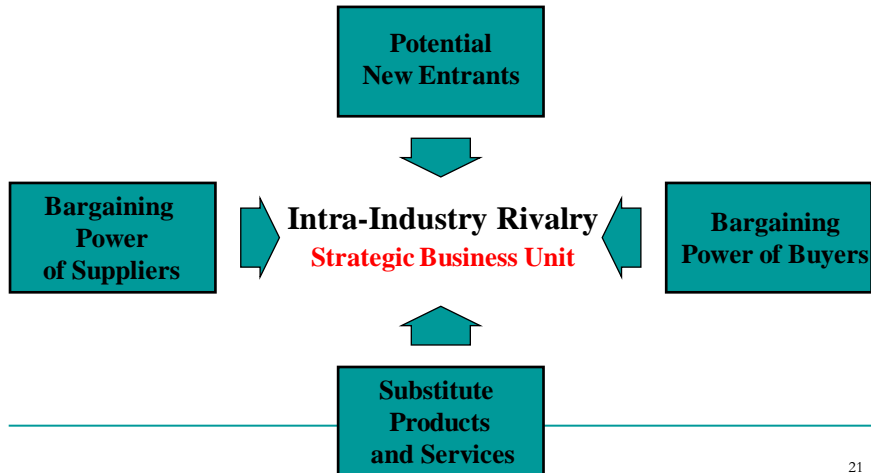 Potential
New Entrants
Bargaining
Power
of Suppliers
Intra-Industry Rivalry
Strategic Business Unit
Bargaining
Power of Buyers
Substitute
Products
and Services
21